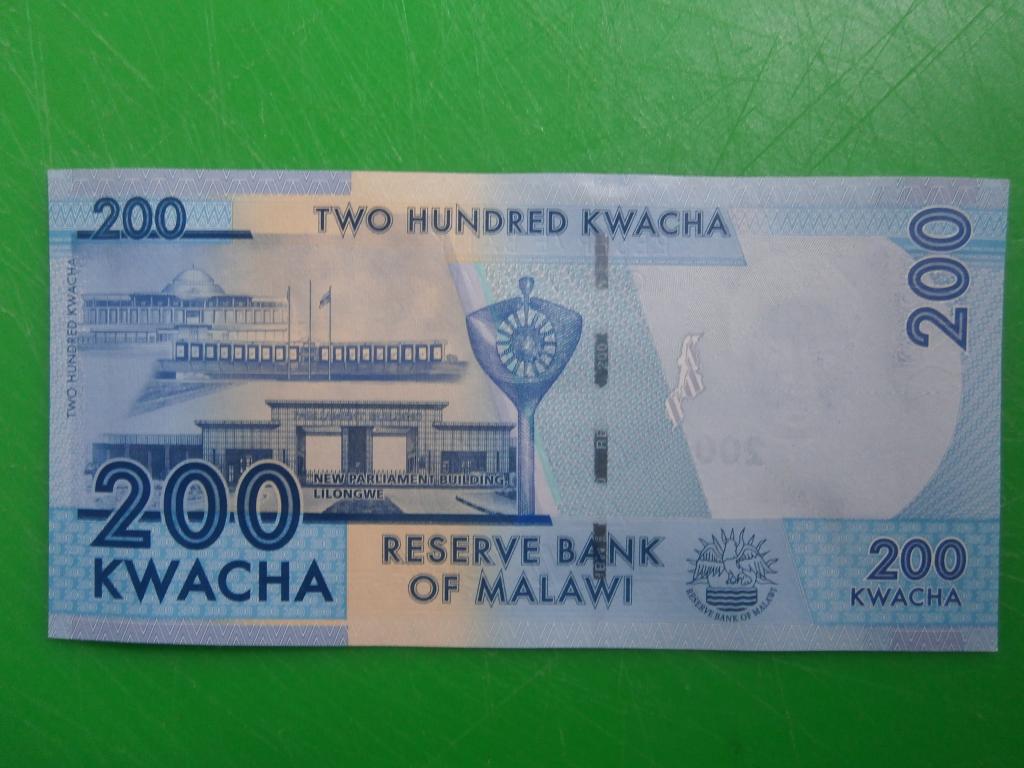 200
TWO HUNDRED KWACHA
200
TWO HUNDRED KWACHA
NEW PARLIAMENT BUILDING,
LILONGWE
200
KWACHA
RESERVE BANK
OF MALAWI
RESERVE BANK OF MALAWI
200
KWACHA